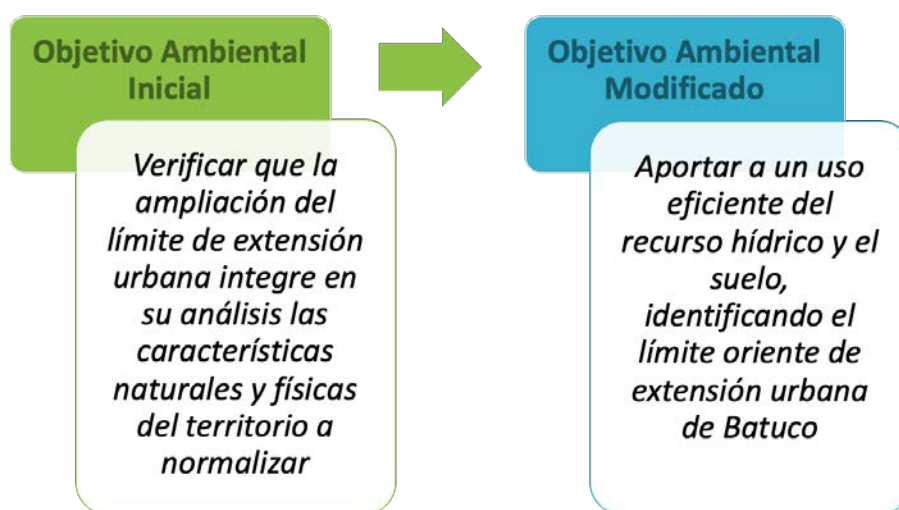 Objetivo Ambiental
Inicial
Verificar que la
ampliación del
límite de extensión
urbana integre en
su análisis las
características
naturales y físicas
del territorio a
normalizar
Objetivo Ambiental
Modificado
Aportar a un uso
eficiente del
recurso hídrico y el
suelo,
identificando el
límite oriente de
extensión urbana
de Batuco